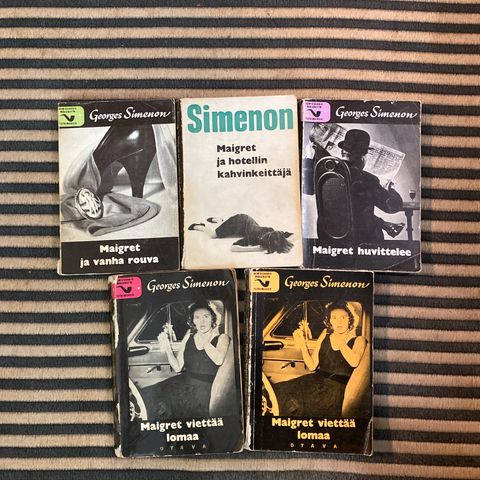 Georges Simenon
Maigret
ja vanha rouva
Simenon
Maigret
ja hotellin
kahvinkeittäjä
Georges Simenon
Maigret huvittelee
Georges Simenon
Maigret viettää
lomaa
OTAVA
Georges Simenon
Maigret viettää
lomaa
OTAVA